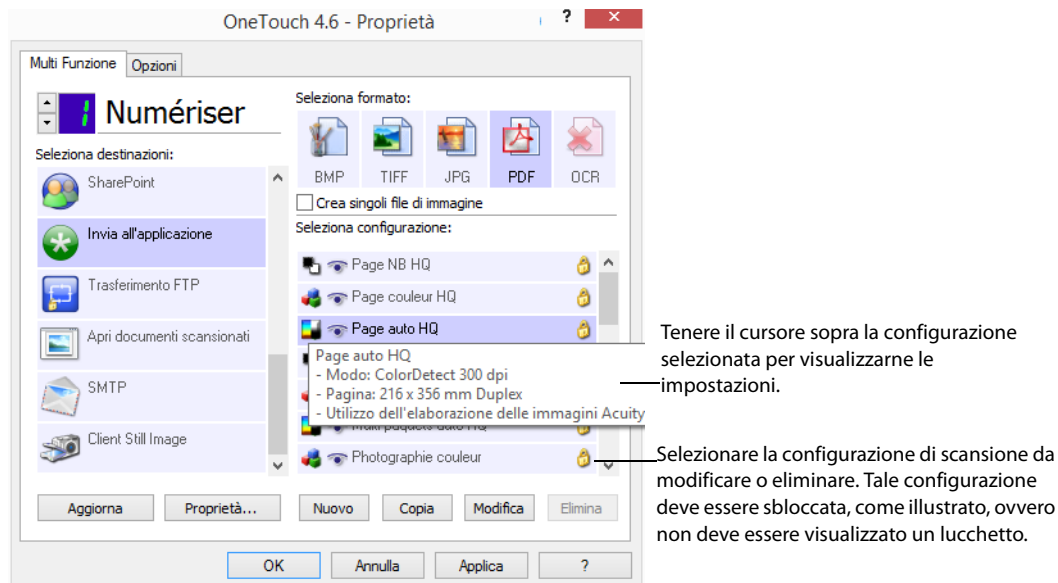 OneTouch 4.6 - Proprietà
?
Multi Funzione
Opzioni
1 Numériser
Seleziona destinazioni:
SharePoint
Invia all'applicazione
Trasferimento FTP
Apri documenti scansionati
SMTP
Client Still Image
Aggiorna
Proprietà...
Seleziona formato:
BMP
TIFF
JPG
PDF
OCR
Crea singoli file di immagine
Seleziona configurazione:
Page NB HQ
Page couleur HQ
Page auto HQ
Page auto HQ
- Modo: ColorDetect 300 dpi
- Pagina: 216 x 356 mm Duplex
- Utilizzo dell'elaborazione delle immagini Acuity
Multi paquets auto HQ
Photographie couleur
Nuovo
Copia
Modifica
Elimina
OK
Annulla
Applica
?
Tenere il cursore sopra la configurazione
selezionata per visualizzarne le
impostazioni.
Selezionare la configurazione di scansione da
modificare o eliminare. Tale configurazione
deve essere sbloccata, come illustrato, ovvero
non deve essere visualizzato un lucchetto.